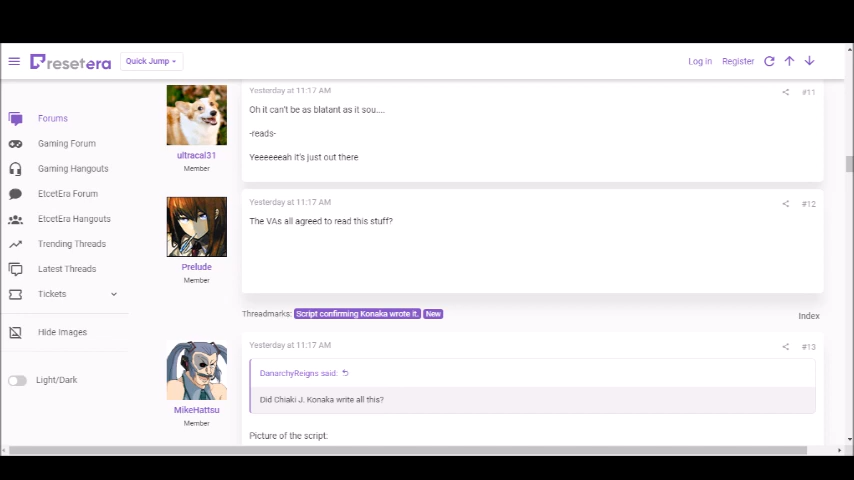 resetera
Quick Jump
Log in
Register
Forums
Gaming Forum
Gaming Hangouts
EtcetEra Forum
EtcetEra Hangouts
Trending Threads
Latest Threads
Tickets
Hide Images
Light/Dark
ultracal31
Member
Yesterday at 11:17 AM
#11
Oh it can't be as blatant as it sou....
-reads-
Yeeeeeeah it's just out there
Prelude
Member
Yesterday at 11:17 AM
#12
The VAs all agreed to read this stuff?
Threadmarks: Script confirming Konaka wrote it. New
Index
MikeHattsu
Member
Yesterday at 11:17 AM
#13
DanarchyReigns said:
Did Chiaki J. Konaka write all this?
Picture of the script: